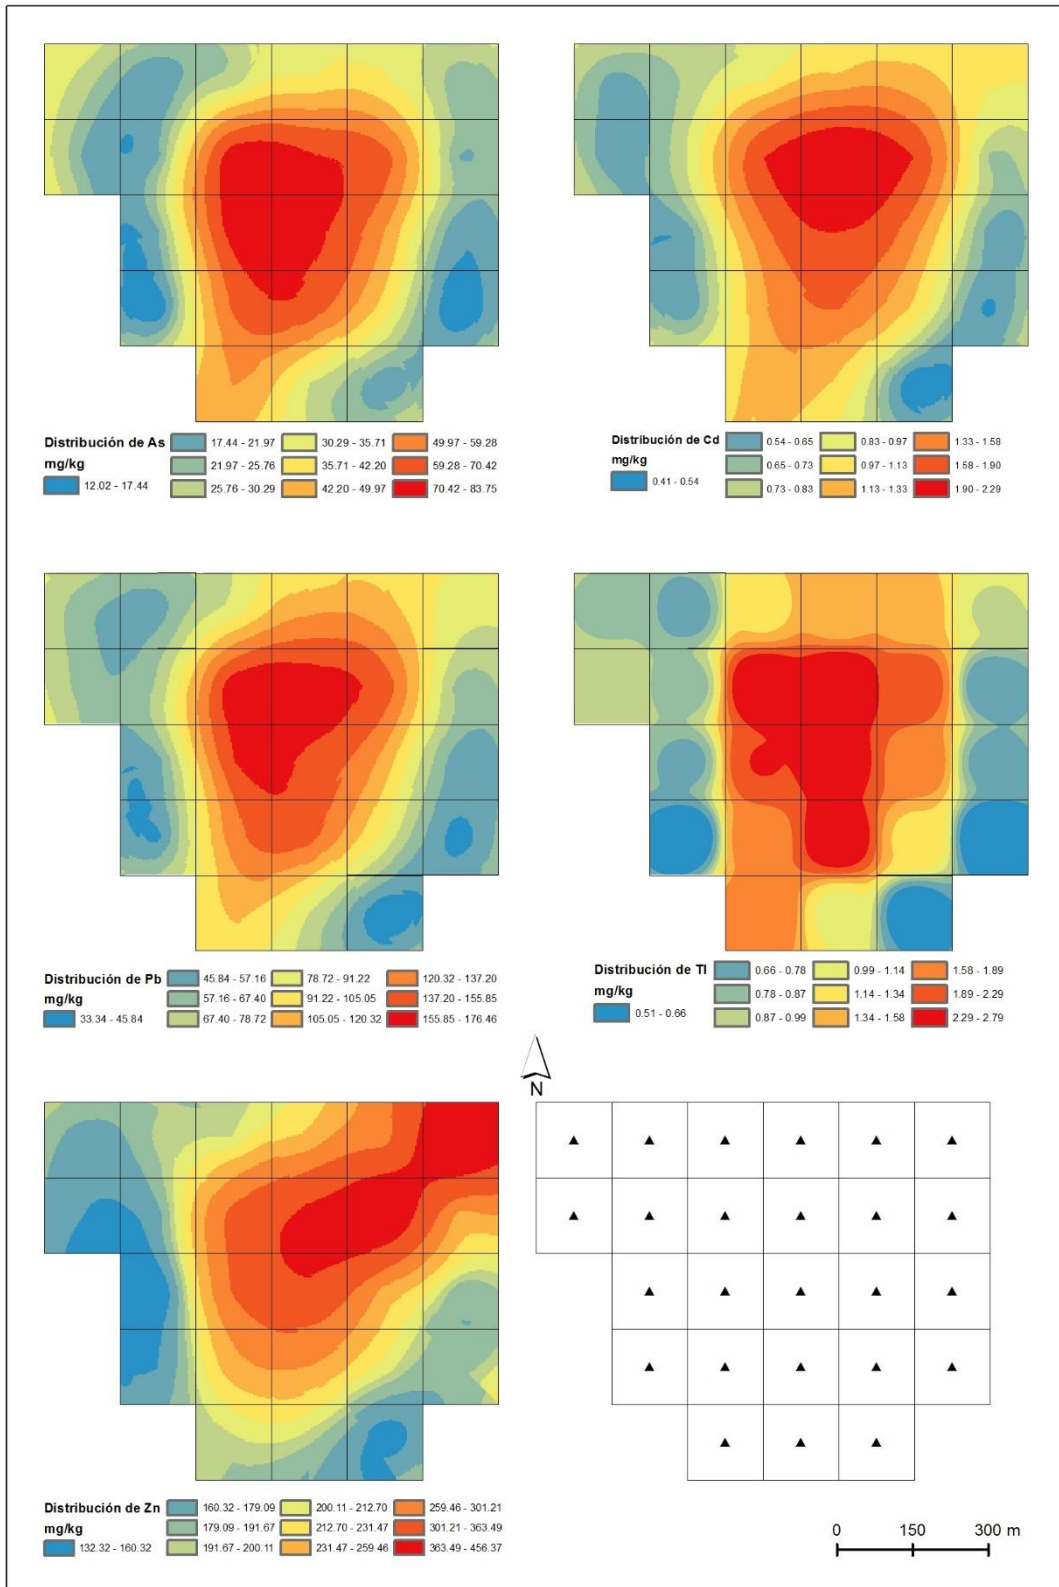 Distribución de As
mg/kg
12.02 - 17.44
17.44 - 21.97
21.97 - 25.76
25.76 - 30.29
30.29 - 35.71
35.71 - 42.20
42.20 - 49.97
49.97 - 59.28
59.28 - 70.42
70.42 - 83.75
Distribución de Cd
mg/kg
0.41 - 0.54
0.54 - 0.65
0.65 - 0.73
0.73 - 0.83
0.83 - 0.97
0.97 - 1.13
1.13 - 1.33
1.33 - 1.58
1.58 - 1.90
1.90 - 2.29
Distribución de Pb
mg/kg
33.34 - 45.84
45.84 - 57.16
57.16 - 67.40
67.40 - 78.72
78.72 - 91.22
91.22 - 105.05
105.05 - 120.32
120.32 - 137.20
137.20 - 155.85
155.85 - 176.46
Distribución de Tl
mg/kg
0.51 - 0.66
0.66 - 0.78
0.78 - 0.87
0.87 - 0.99
0.99 - 1.14
1.14 - 1.34
1.34 - 1.58
1.58 - 1.89
1.89 - 2.29
2.29 - 2.79
N
Distribución de Zn
mg/kg
132.32 - 160.32
160.32 - 179.09
179.09 - 191.67
191.67 - 200.11
200.11 - 212.70
212.70 - 231.47
231.47 - 259.46
259.46 - 301.21
301.21 - 363.49
363.49 - 456.37
0 150 300 m